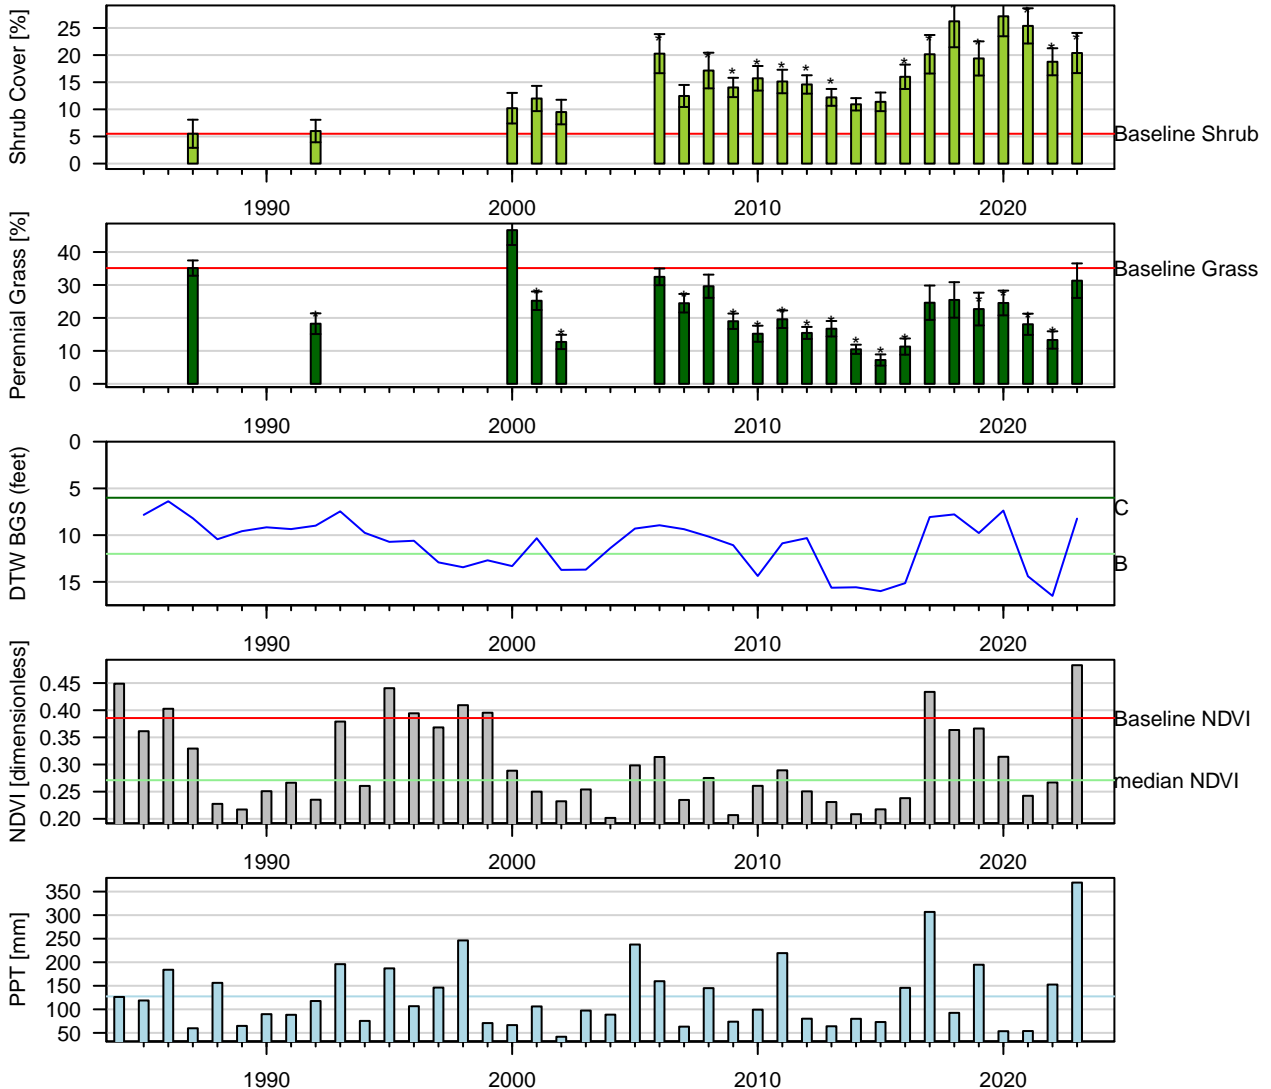 Shrub Cover [%]
25
20
15
10
5
0
Baseline Shrub
1990 2000 2010 2020
Perennial Grass [%]
40
30
20
10
0
Baseline Grass
1990 2000 2010 2020
DTW BGS (feet)
0
5
10
15
C
B
1990 2000 2010 2020
NDVI [dimensionless]
0.45
0.40
0.35
0.30
0.25
0.20
Baseline NDVI
median NDVI
1990 2000 2010 2020
PPT [mm]
350
300
250
200
150
100
50
1990 2000 2010 2020